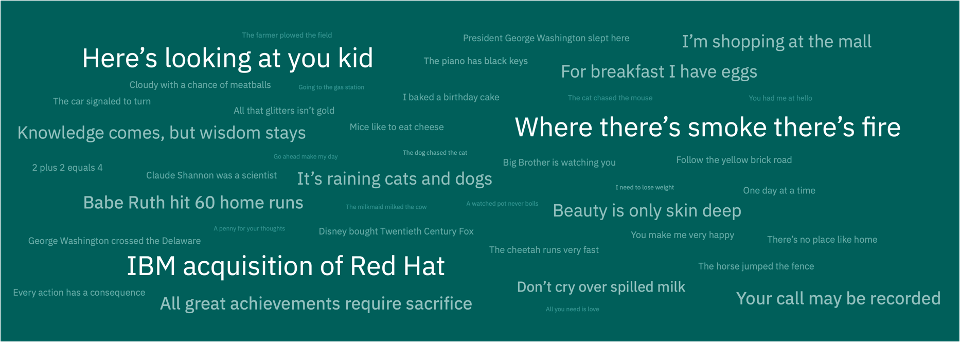 The farmer plowed the field
President George Washington slept here
I'm shopping at the mall
Here's looking at you kid
The piano has black keys
For breakfast I have eggs
Cloudy with a chance of meatballs
Going to the gas station
The car signaled to turn
I baked a birthday cake
The cat chased the mouse
You had me at hello
All that glitters isn't gold
Knowledge comes, but wisdom stays
Mice like to eat cheese
Where there's smoke there's fire
Go ahead make my day
The dog chased the cat
Big Brother is watching you
Follow the yellow brick road
2 plus 2 equals 4
Claude Shannon was a scientist
It's raining cats and dogs
I need to lose weight
One day at a time
Babe Ruth hit 60 home runs
The milkmaid milked the cow
A watched pot never boils
Beauty is only skin deep
A penny for your thoughts
Disney bought Twentieth Century Fox
You make me very happy
George Washington crossed the Delaware
The cheetah runs very fast
There's no place like home
IBM acquisition of Red Hat
The horse jumped the fence
Every action has a consequence
Don't cry over spilled milk
All great achievements require sacrifice
All you need is love
Your call may be recorded